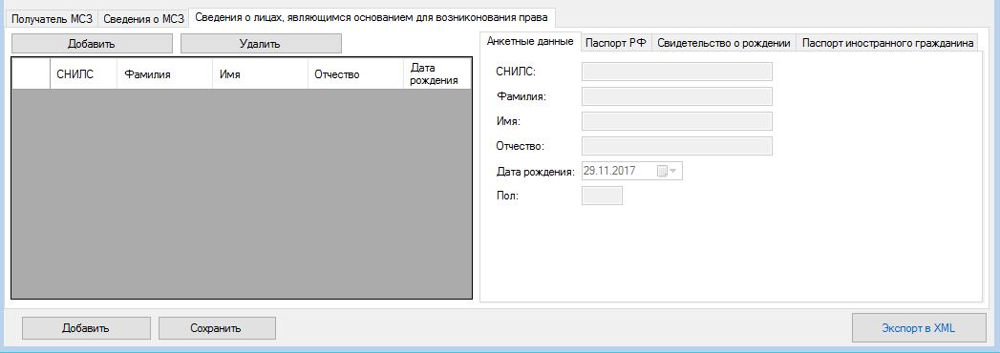 Получатель МСЗ Сведения о МСЗ Сведения о лицах, являющимся основанием для возниконования права
Добавить Удалить
СНИЛС Фамилия Имя Отчество Дата рождения
Анкетные данные Паспорт РФ Свидетельство о рождении Паспорт иностранного гражданина
СНИЛС:
Фамилия:
Имя:
Отчество:
Дата рождения: 29.11.2017
Пол:
Добавить Сохранить Экспорт в XML